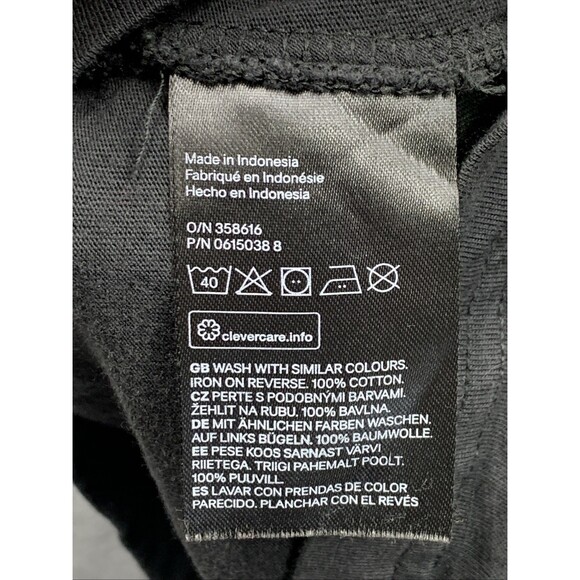 Made in Indonesia
Fabriqué en Indonésie
Hecho en Indonesia
O/N 358616
P/N 0615038 8
40
clevercare.info
GB WASH WITH SIMILAR COLOURS.
IRON ON REVERSE. 100% COTTON.
CZ PERTE S PODOBNÝMI BARVAMI.
ŽEHLIT NA RUBU. 100% BAVLNA.
DE MIT ÄHNLICHEN FARBEN WASCHEN.
AUF LINKS BÜGELN. 100% BAUMWOLLE.
EE PESE KOOS SARNAST VÄRVI
RIIETEGA. TRIIGI PAHEMALT POOLT.
100% PUUVILL.
ES LAVAR CON PRENDAS DE COLOR
PARECIDO. PLANCHAR CON EL REVÉS